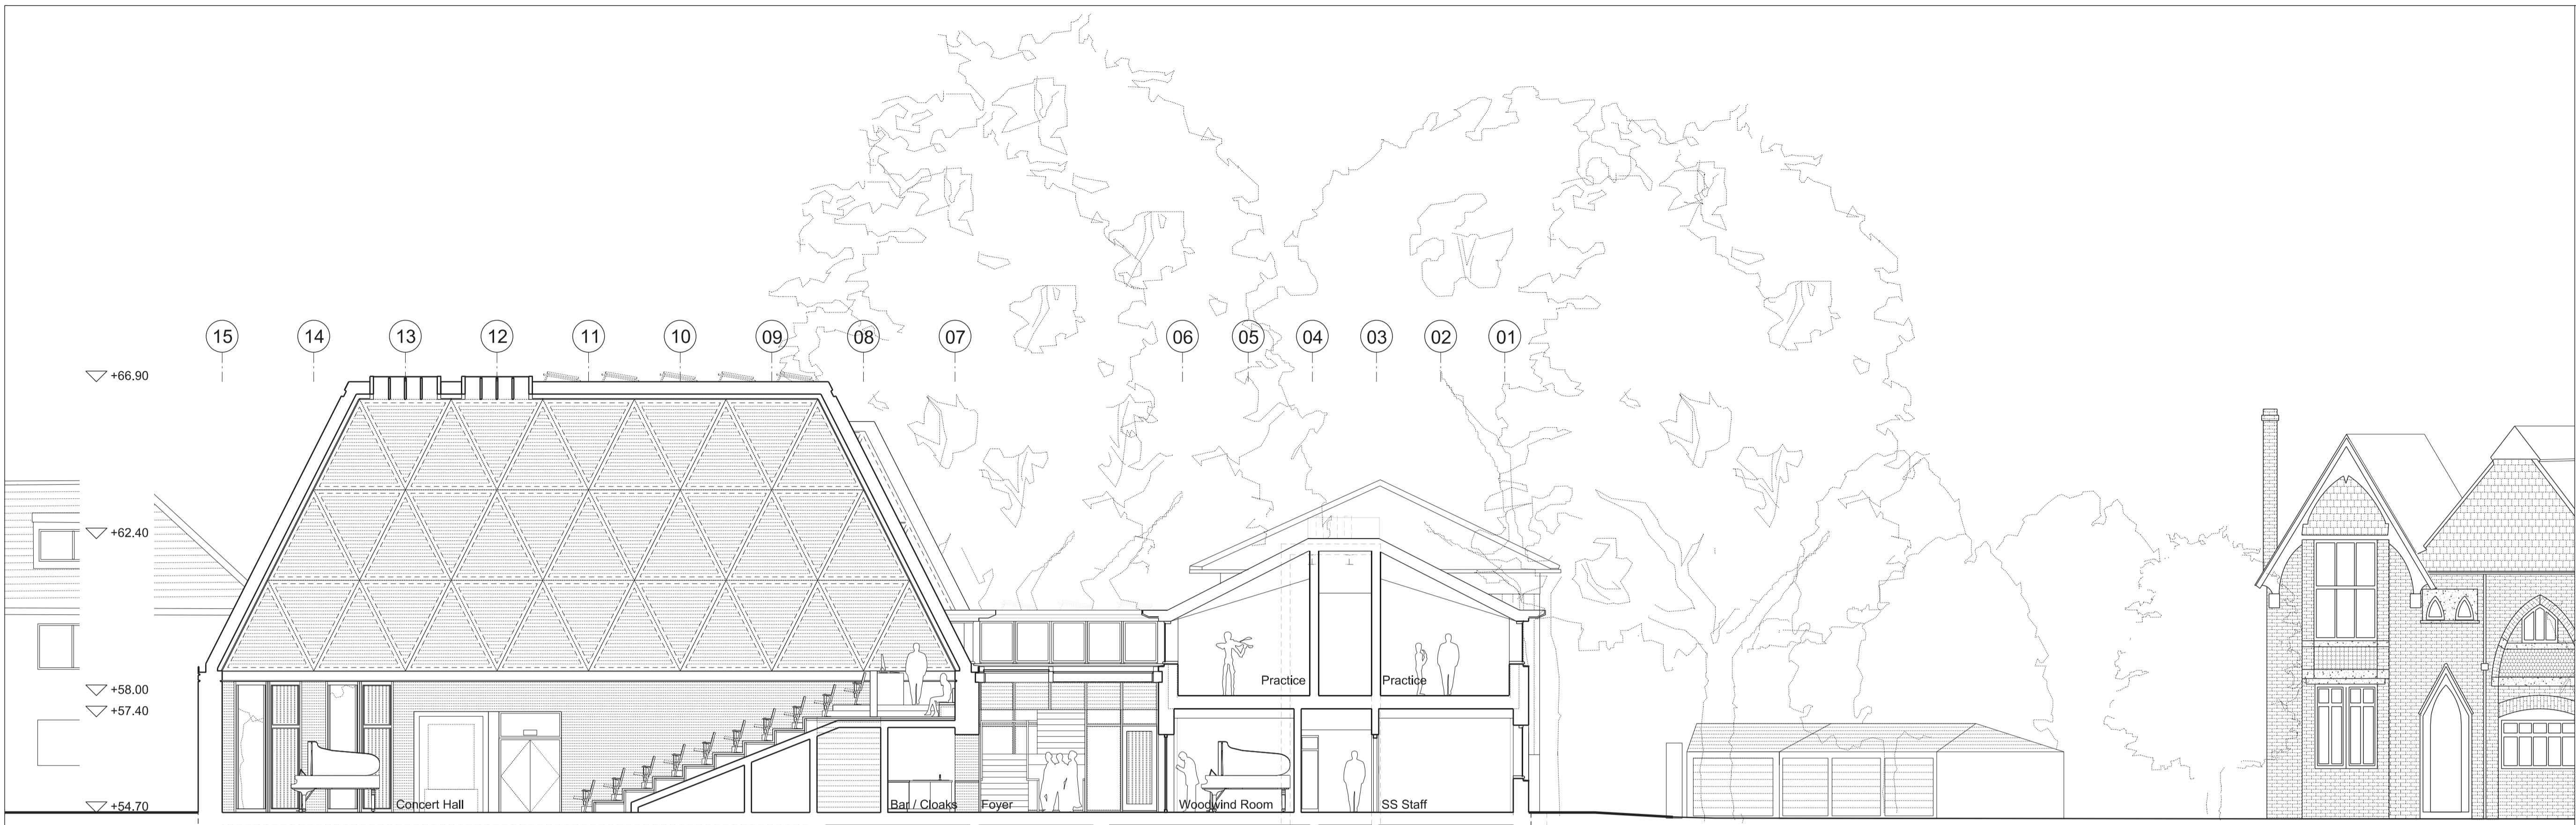 15 14 13 12 11 10 09 08 07 06 05 04 03 02 01
+66.90
+62.40
+58.00
+57.40
+54.70
Practice
Practice
Concert Hall
Bar / Cloaks
Foyer
Woodwind Room
SS Staff